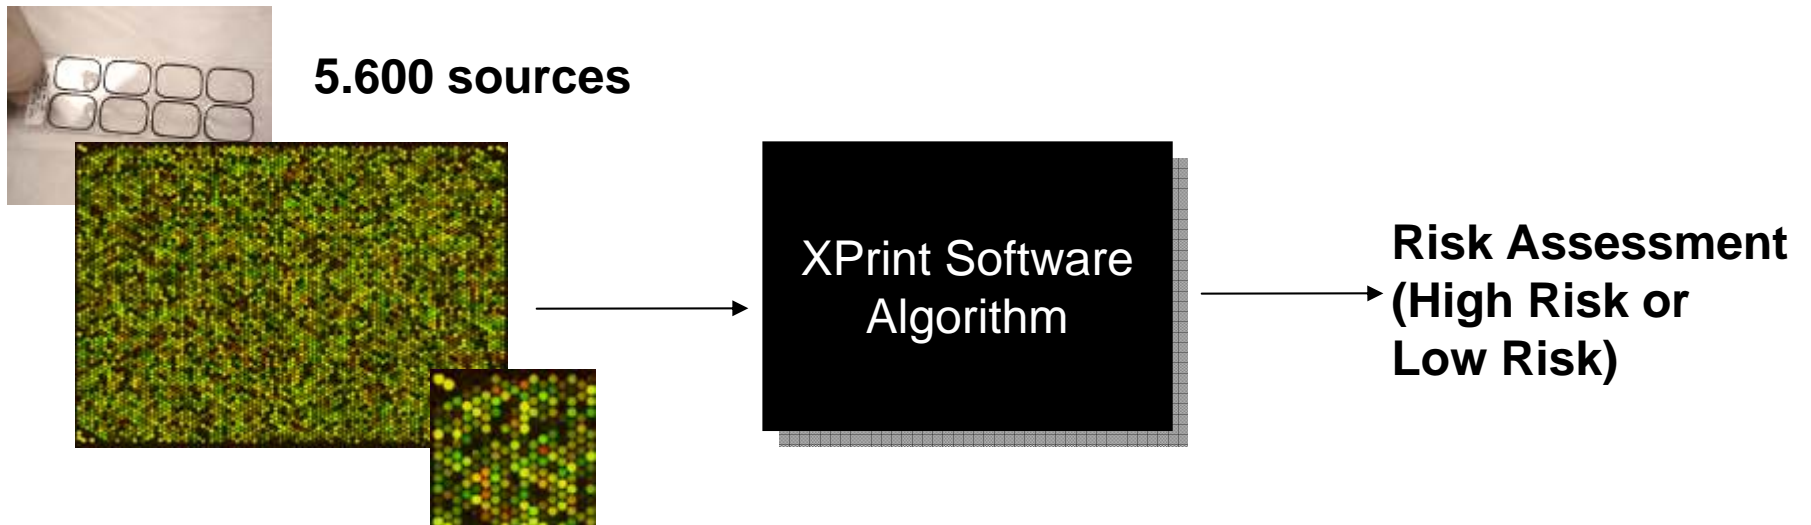 5.600 sources
XPrint Software
Algorithm
Risk Assessment
(High Risk or
Low Risk)